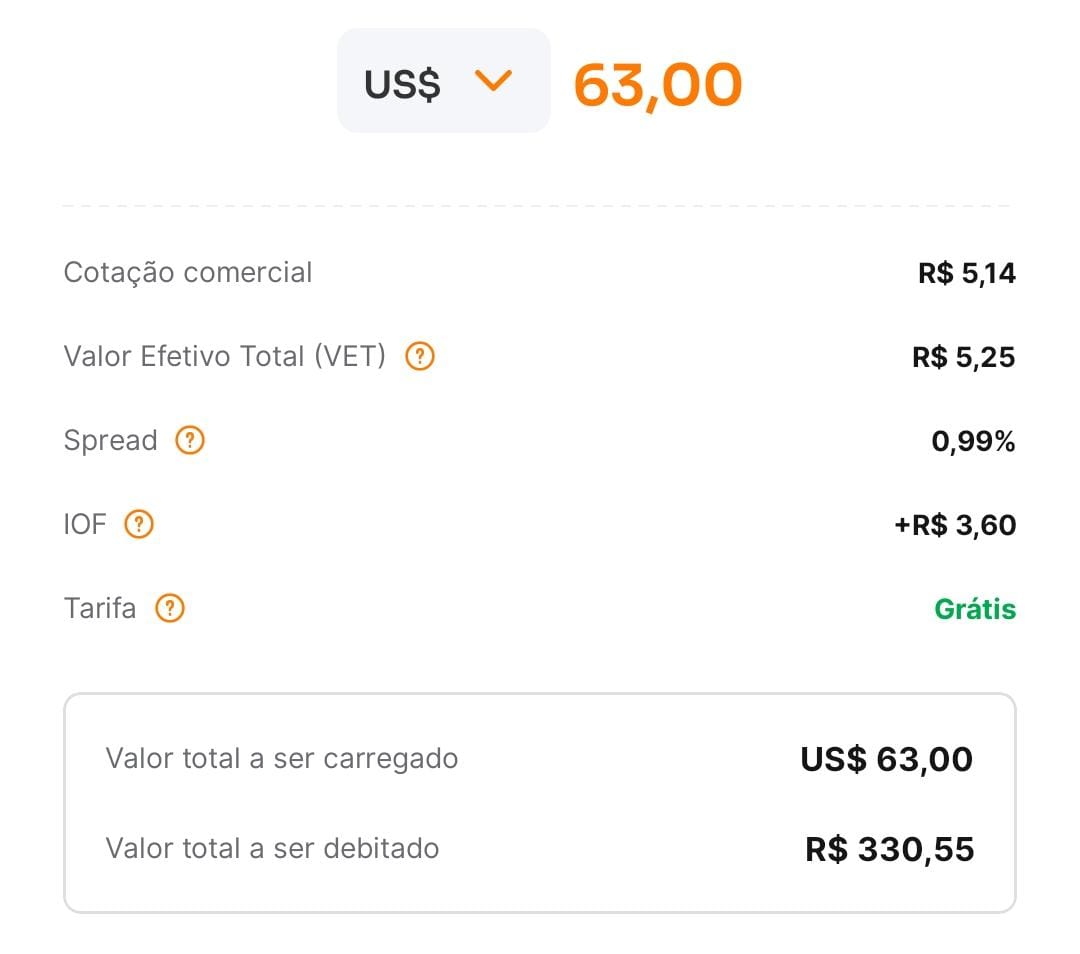 US$ 63,00
Cotação comercial R$ 5,14
Valor Efetivo Total (VET) ? R$ 5,25
Spread ? 0,99%
IOF ? +R$ 3,60
Tarifa ? Grátis
Valor total a ser carregado US$ 63,00
Valor total a ser debitado R$ 330,55